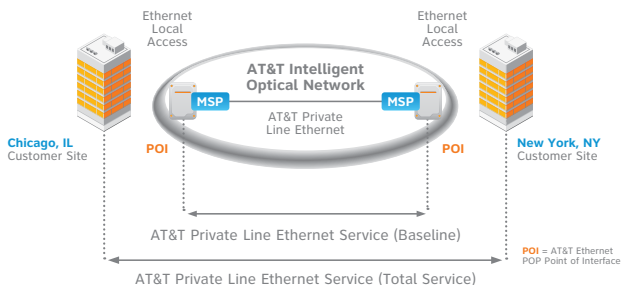 Ethernet
Local
Access
Ethernet
Local
Access
AT&T Intelligent
Optical Network
MSP
MSP
AT&T Private
Line Ethernet
Chicago, IL
Customer Site
POI
POI
New York, NY
Customer Site
AT&T Private Line Ethernet Service (Baseline)
POI = AT&T Ethernet
POP Point of Interface
AT&T Private Line Ethernet Service (Total Service)